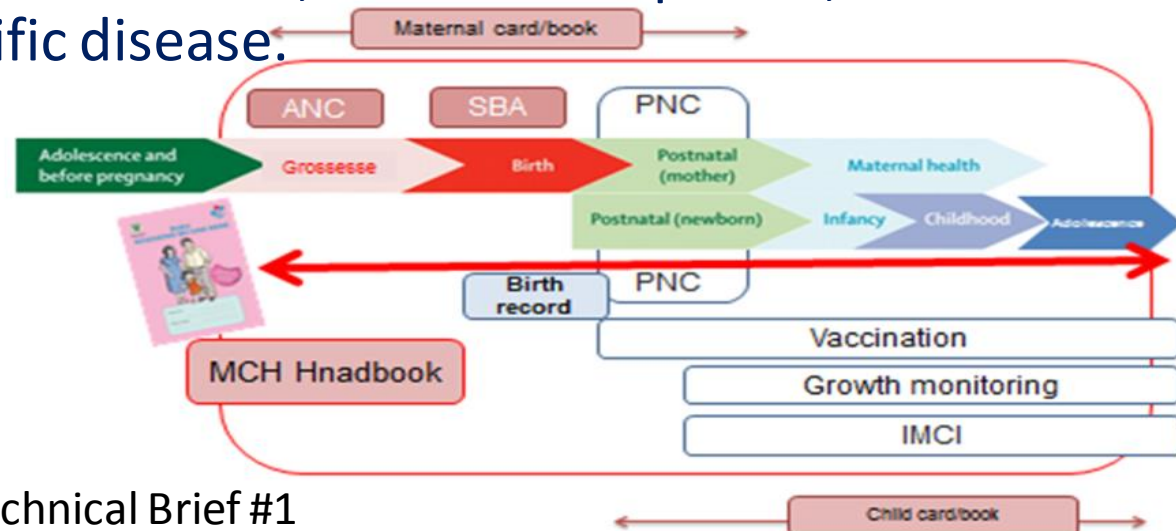 ific disease.
Maternal card/book
ANC
SBA
PNC
Adolescence and
before pregnancy
Grossesse
Birth
Postnatal
(mother)
Maternal health
Postnatal (newborn)
Infancy
Childhood
Adolescence
Birth
record
PNC
Vaccination
MCH Hnadbook
Growth monitoring
IMCI
chnical Brief #1
Child card/book